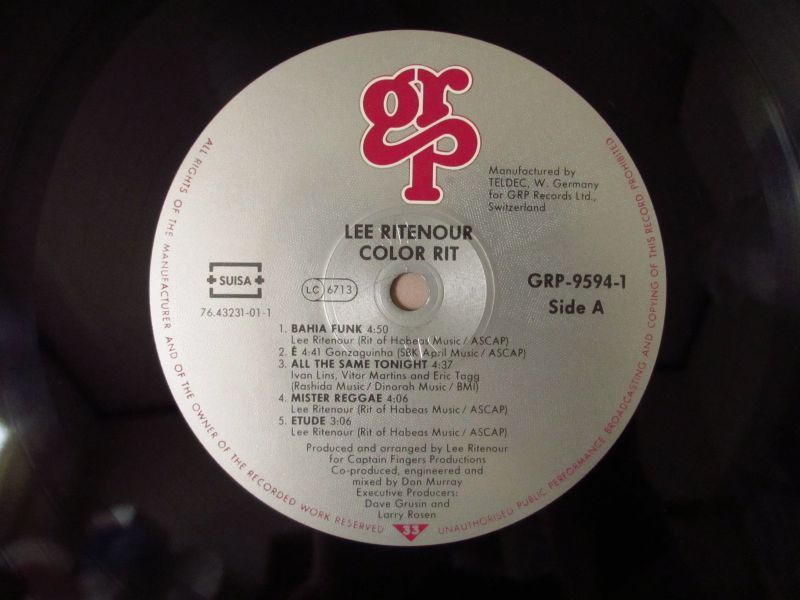 grp
Manufactured by
TELDEC, W. Germany
for GRP Records Ltd.,
Switzerland
LEE RITENOUR
COLOR RIT
SUISA
LC 6713
76.43231-01-1
GRP-9594-1
Side A
1. BAHIA FUNK 4:50
Lee Ritenour (Rit of Habeas Music / ASCAP)
2. É 4:41 Gonzaguinha (SBK April Music / ASCAP)
3. ALL THE SAME TONIGHT 4:37
Ivan Lins, Vitor Martins and Eric Tagg
(Rashida Music / Dinorah Music / BMI)
4. MISTER REGGAE 4:06
Lee Ritenour (Rit of Habeas Music / ASCAP)
5. ETUDE 3:06
Lee Ritenour (Rit of Habeas Music / ASCAP)
Produced and arranged by Lee Ritenour
for Captain Fingers Productions
Co-produced, engineered and
mixed by Don Murray
Executive Producers:
Dave Grusin and
Larry Rosen
33
ALL RIGHTS OF THE MANUFACTURER AND OF THE OWNER OF THE RECORDED WORK RESERVED
UNAUTHORISED PUBLIC PERFORMANCE BROADCASTING AND COPYING OF THIS RECORD PROHIBITED